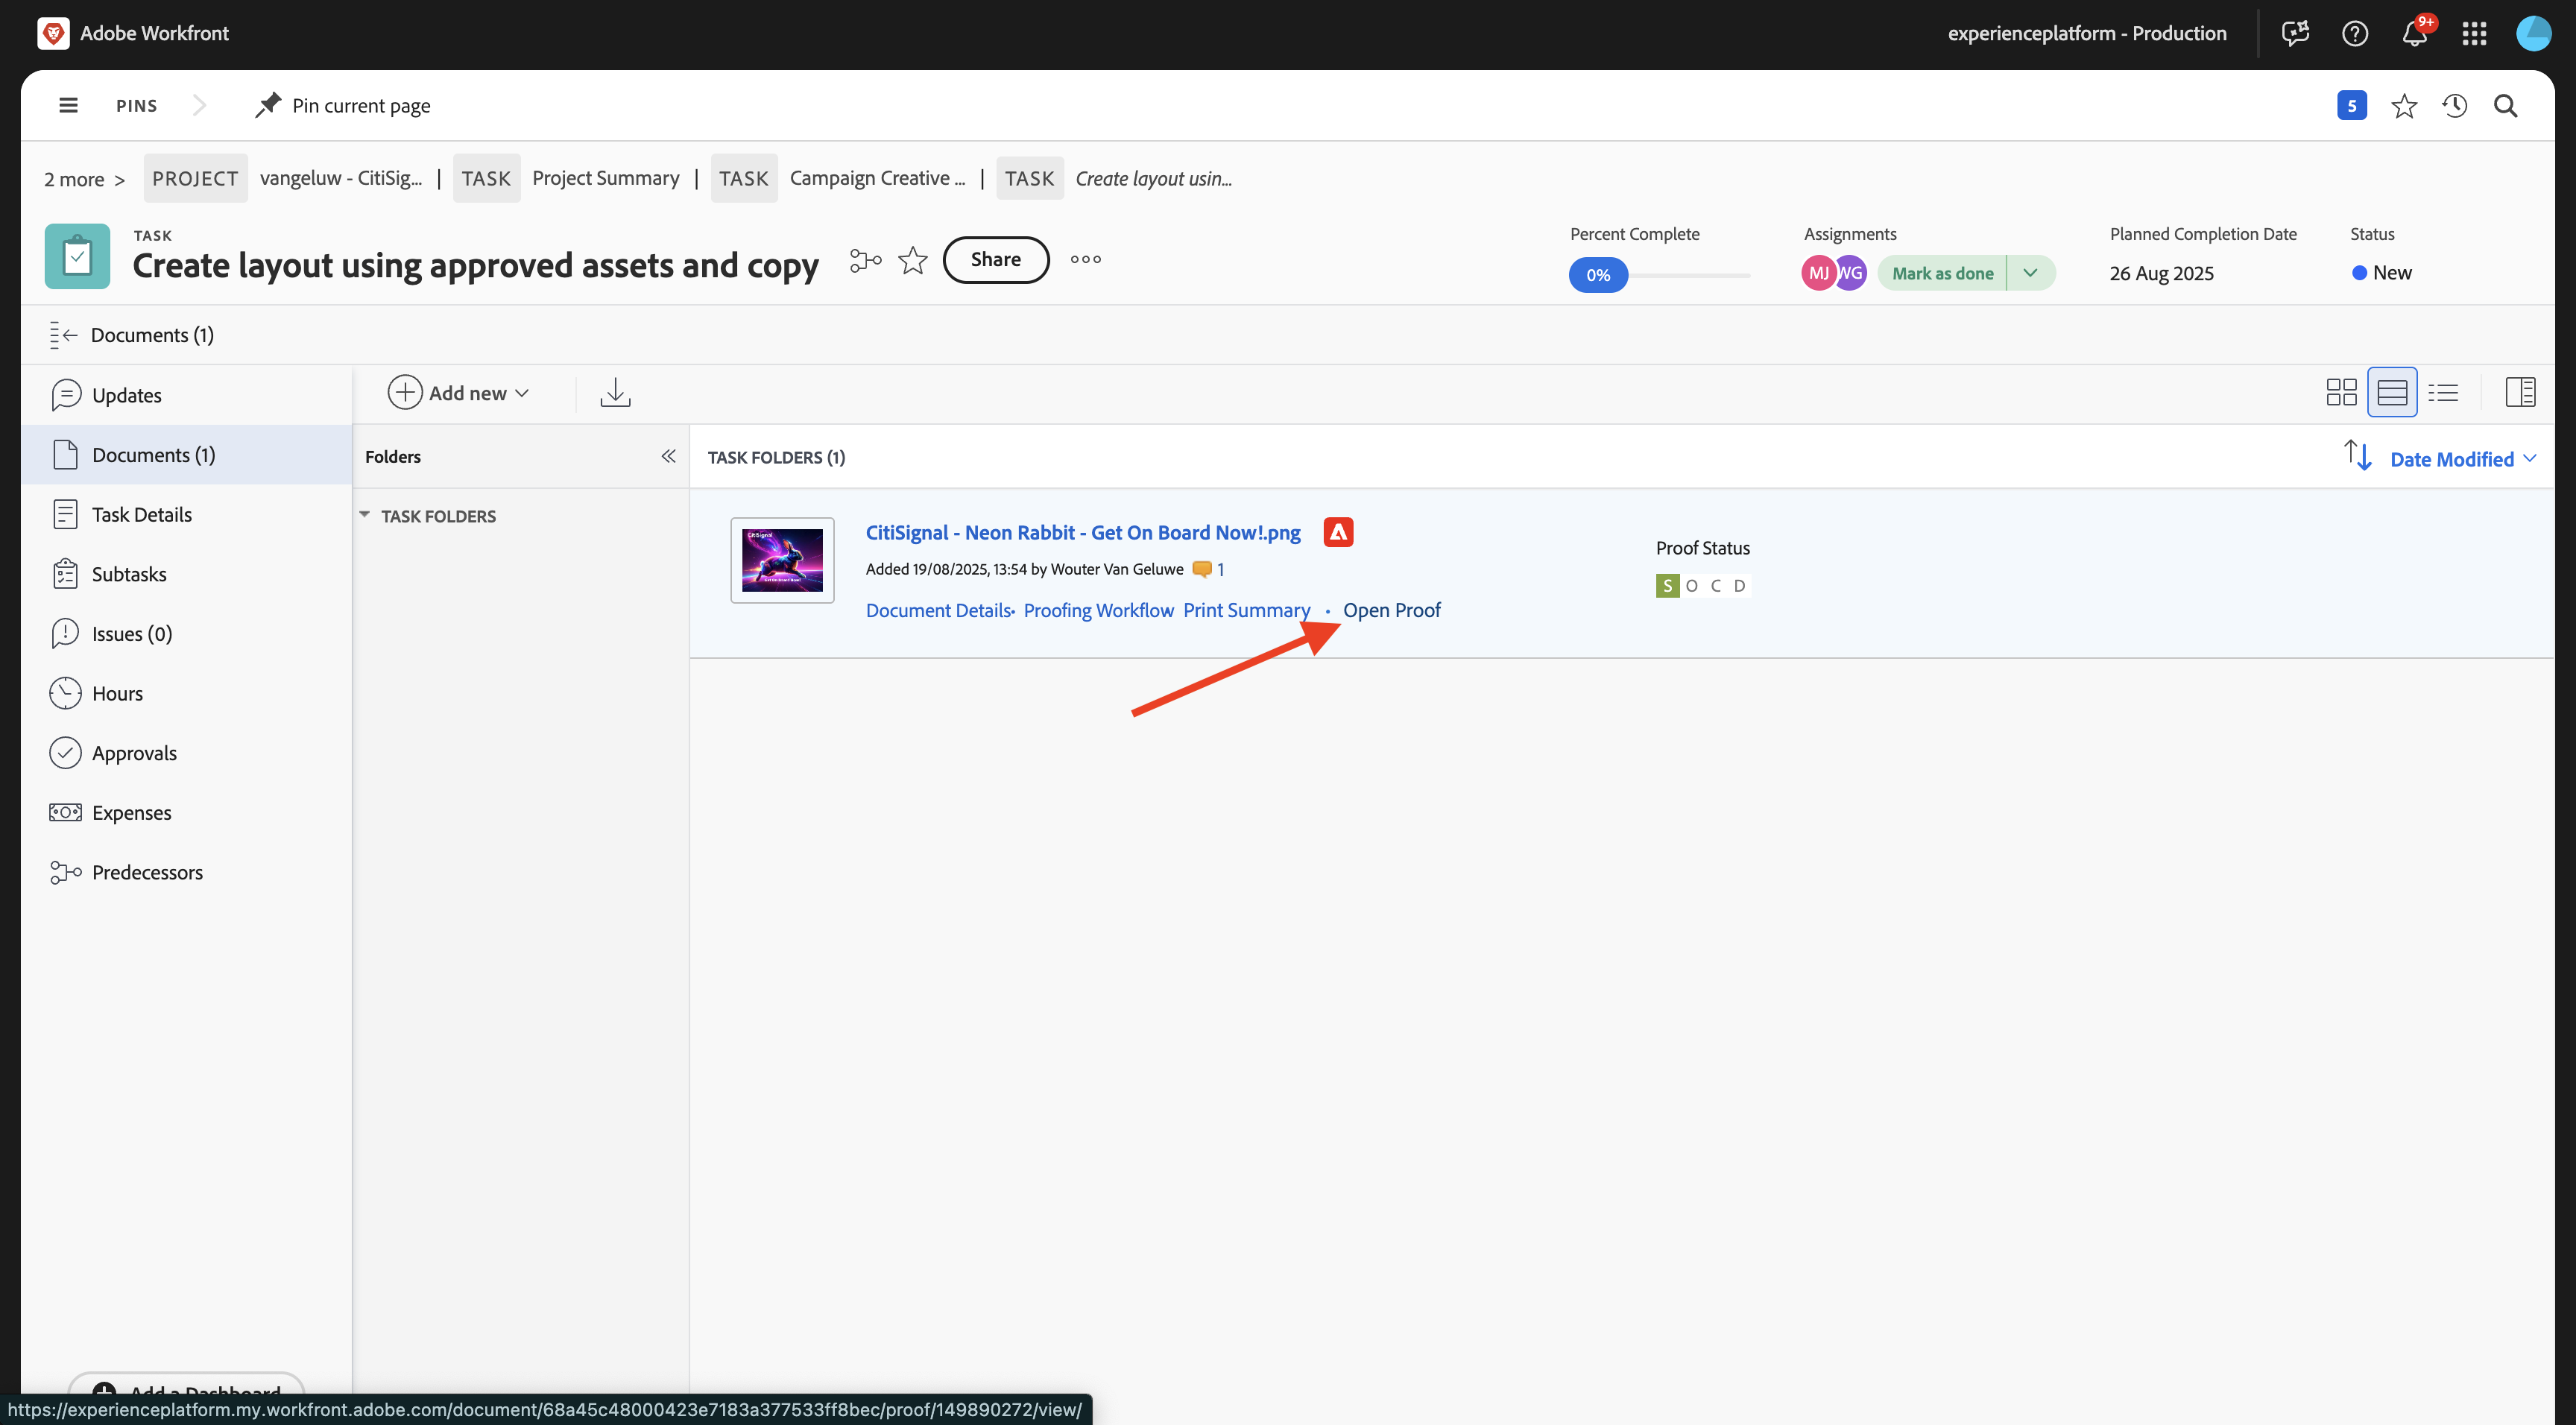 Adobe Workfront
experienceplatform - Production
9+
PINS
Pin current page
5
2 more >
PROJECT vangeluw - CitiSig... | TASK Project Summary | TASK Campaign Creative ... | TASK Create layout usin...
TASK
Create layout using approved assets and copy
Share
Percent Complete
0%
Assignments
MJ WG Mark as done
Planned Completion Date
26 Aug 2025
Status
New
Documents (1)
Updates
Documents (1)
Task Details
Subtasks
Issues (0)
Hours
Approvals
Expenses
Predecessors
Add a Dashboard
Add new
Folders
TASK FOLDERS
TASK FOLDERS (1)
Date Modified
CitiSignal
Get On Board Now!
CitiSignal - Neon Rabbit - Get On Board Now!.png
Added 19/08/2025, 13:54 by Wouter Van Geluwe 1
Document Details• Proofing Workflow Print Summary • Open Proof
Proof Status
S O C D
https://experienceplatform.my.workfront.adobe.com/document/68a45c48000423e7183a377533ff8bec/proof/149890272/view/